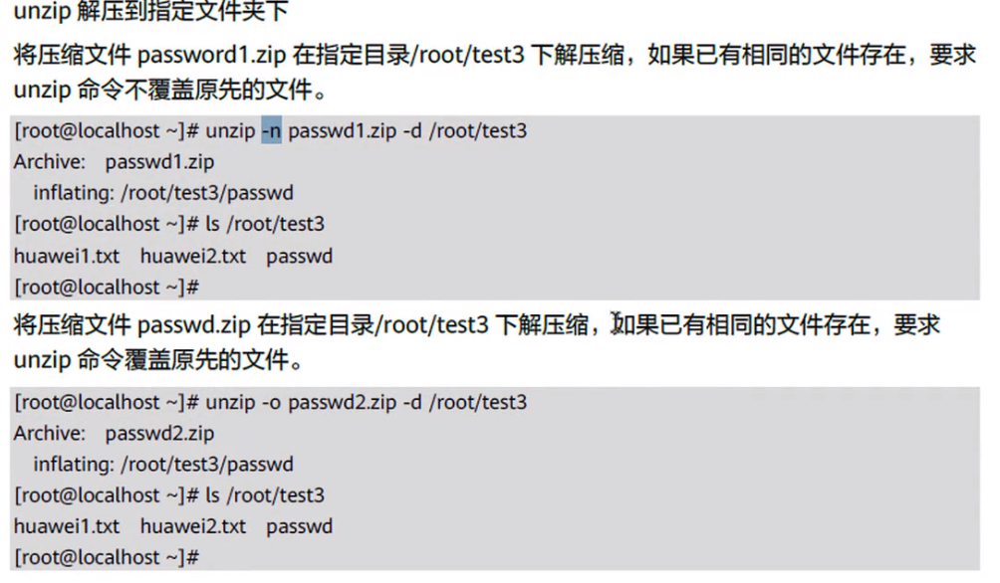 unzip 解压到指定文件夹下
将压缩文件 password1.zip 在指定目录/root/test3 下解压缩，如果已有相同的文件存在，要求
unzip 命令不覆盖原先的文件。
[root@localhost ~]# unzip -n passwd1.zip -d /root/test3
Archive: passwd1.zip
inflating: /root/test3/passwd
[root@localhost ~]# ls /root/test3
huawei1.txt huawei2.txt passwd
[root@localhost ~]#
将压缩文件 passwd.zip 在指定目录/root/test3 下解压缩，如果已有相同的文件存在，要求
unzip 命令覆盖原先的文件。
[root@localhost ~]# unzip -o passwd2.zip -d /root/test3
Archive: passwd2.zip
inflating: /root/test3/passwd
[root@localhost ~]# ls /root/test3
huawei1.txt huawei2.txt passwd
[root@localhost ~]#